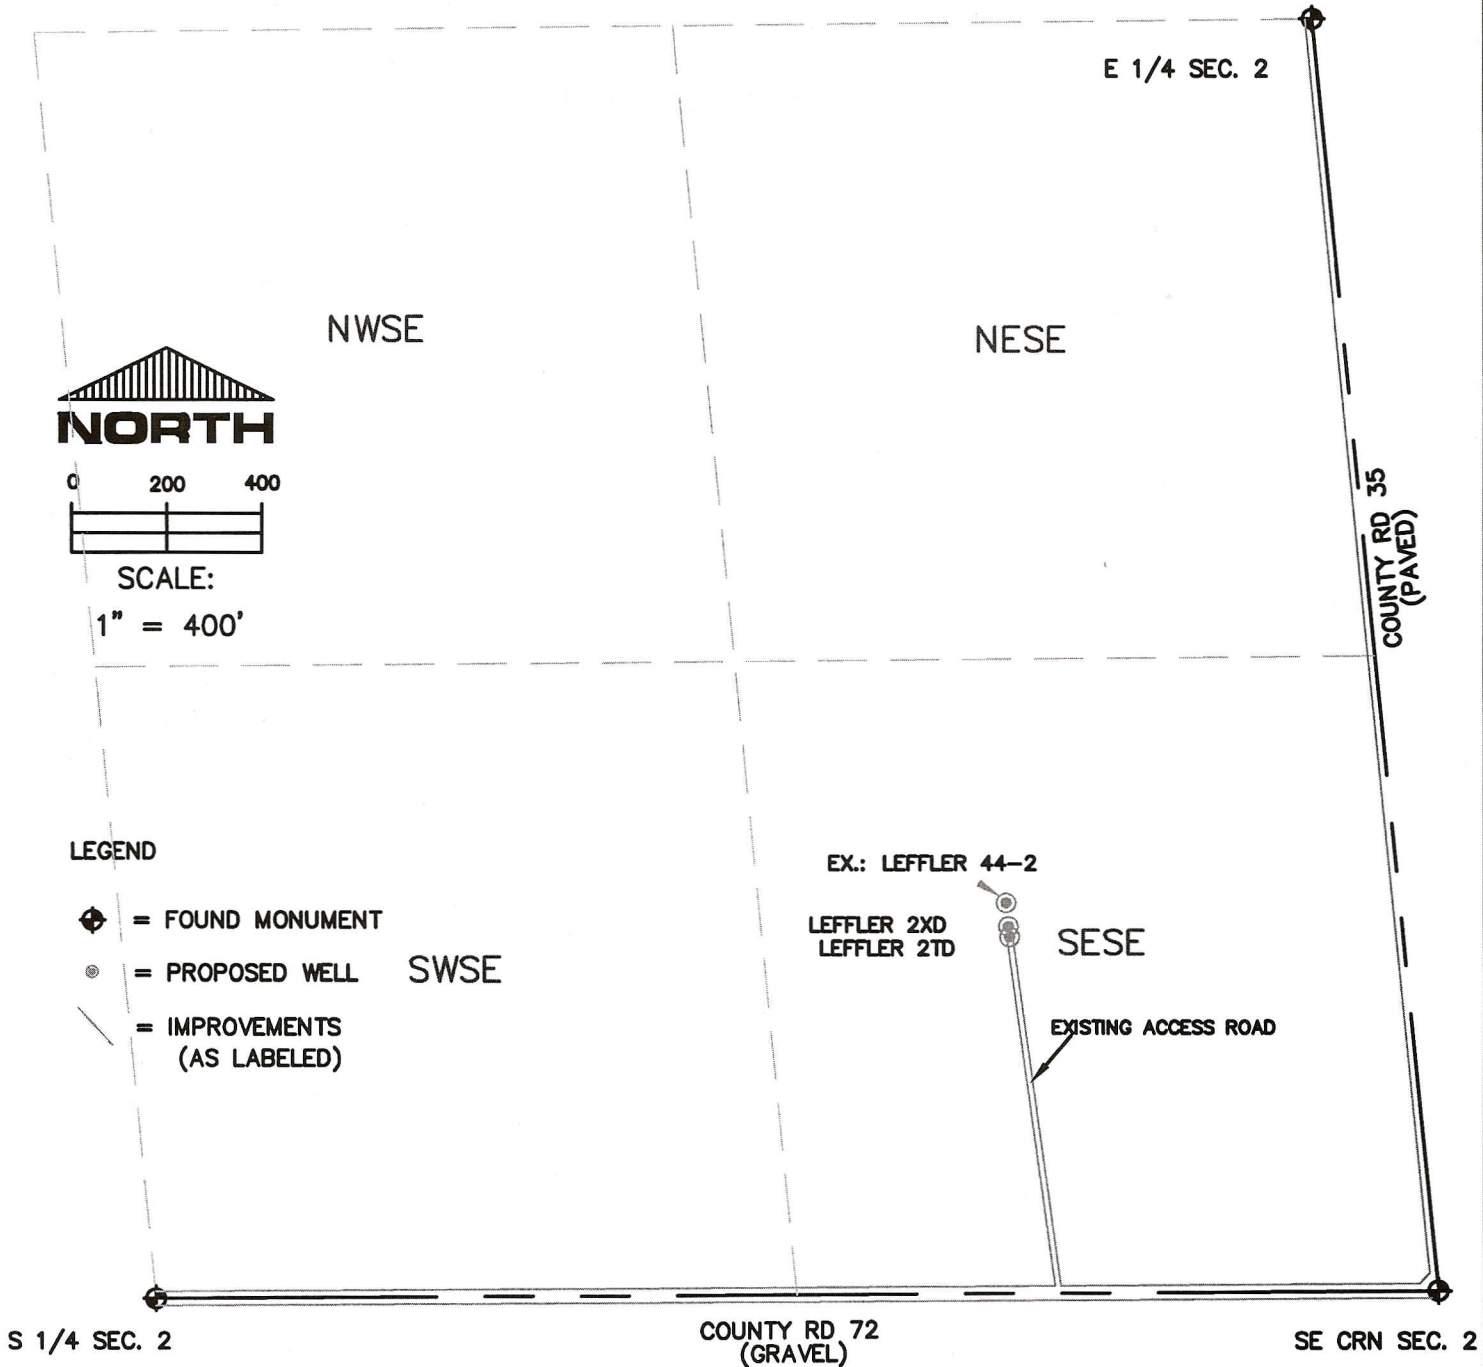 E 1/4 SEC. 2
NWSE
NESE
NORTH
0 200 400
SCALE:
1" = 400'
COUNTY RD 35
(PAVED)
LEGEND
= FOUND MONUMENT
= PROPOSED WELL
= IMPROVEMENTS
(AS LABELED)
SWSE
EX.: LEFFLER 44-2
LEFFLER 2XD
LEFFLER 2TD
SESE
EXISTING ACCESS ROAD
S 1/4 SEC. 2
COUNTY RD 72
(GRAVEL)
SE CRN SEC. 2